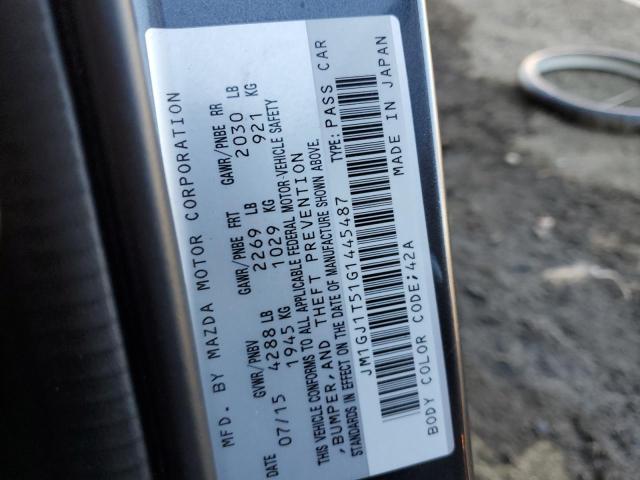 MFD. BY MAZDA MOTOR CORPORATION
DATE GVWR/PNBV GAWR/PNBE FRT GAWR/PNBE RR
07/15 4288 LB 2269 LB 2030 LB
1945 KG 1029 KG 921 KG
THIS VEHICLE CONFORMS TO ALL APPLICABLE FEDERAL MOTOR-VEHICLE SAFETY
,BUMPER,AND THEFT PREVENTION
STANDARDS IN EFFECT ON THE DATE OF MANUFACTURE SHOWN ABOVE.
JM1GJ1T51G1445487 TYPE: PASS CAR
BODY COLOR CODE;42A MADE IN JAPAN